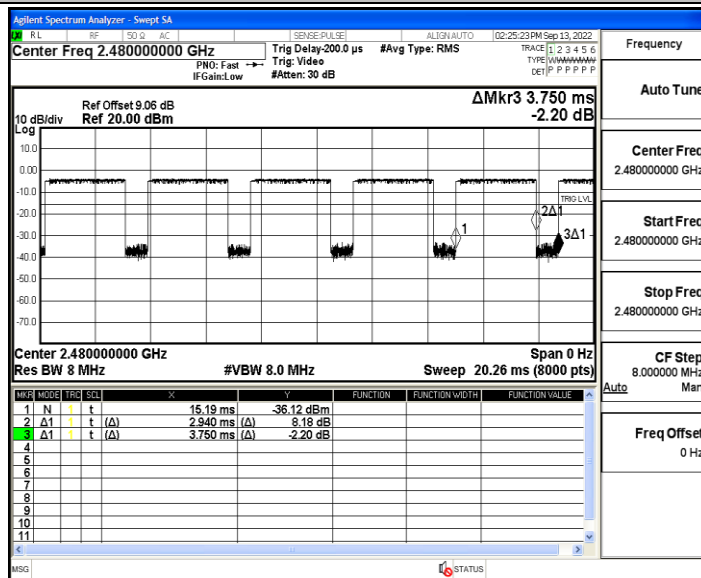 Agilent Spectrum Analyzer - Swept SA
RL RF 50 Ω AC SENSE:PULSE ALIGN AUTO 02:25:23 PM Sep 13, 2022
Center Freq 2.480000000 GHz Trig Delay-200.0 µs #Avg Type: RMS TRACE 1 2 3 4 5 6
PNO: Fast Trig: Video TYPE
IFGain:Low #Atten: 30 dB DET P P P P P P
ΔMkr3 3.750 ms
-2.20 dB
Ref Offset 9.06 dB
10 dB/div Ref 20.00 dBm
Log
10.0
0.00
-10.0
TRIG LVL
-20.0
2Δ1
1
3Δ1
-30.0
-40.0
-50.0
-60.0
-70.0
Center 2.480000000 GHz Span 0 Hz
Res BW 8 MHz #VBW 8.0 MHz Sweep 20.26 ms (8000 pts)
MKR MODE TRC SCL X Y FUNCTION FUNCTION WIDTH FUNCTION VALUE
1 N t 15.19 ms -36.12 dBm
2 Δ1 t (Δ) 2.940 ms (Δ) 8.18 dB
3 Δ1 t (Δ) 3.750 ms (Δ) -2.20 dB
4
5
6
7
8
9
10
11
MSG STATUS
Frequency
Auto Tune
Center Freq
2.480000000 GHz
Start Freq
2.480000000 GHz
Stop Freq
2.480000000 GHz
CF Step
8.000000 MHz
Auto Man
Freq Offset
0 Hz